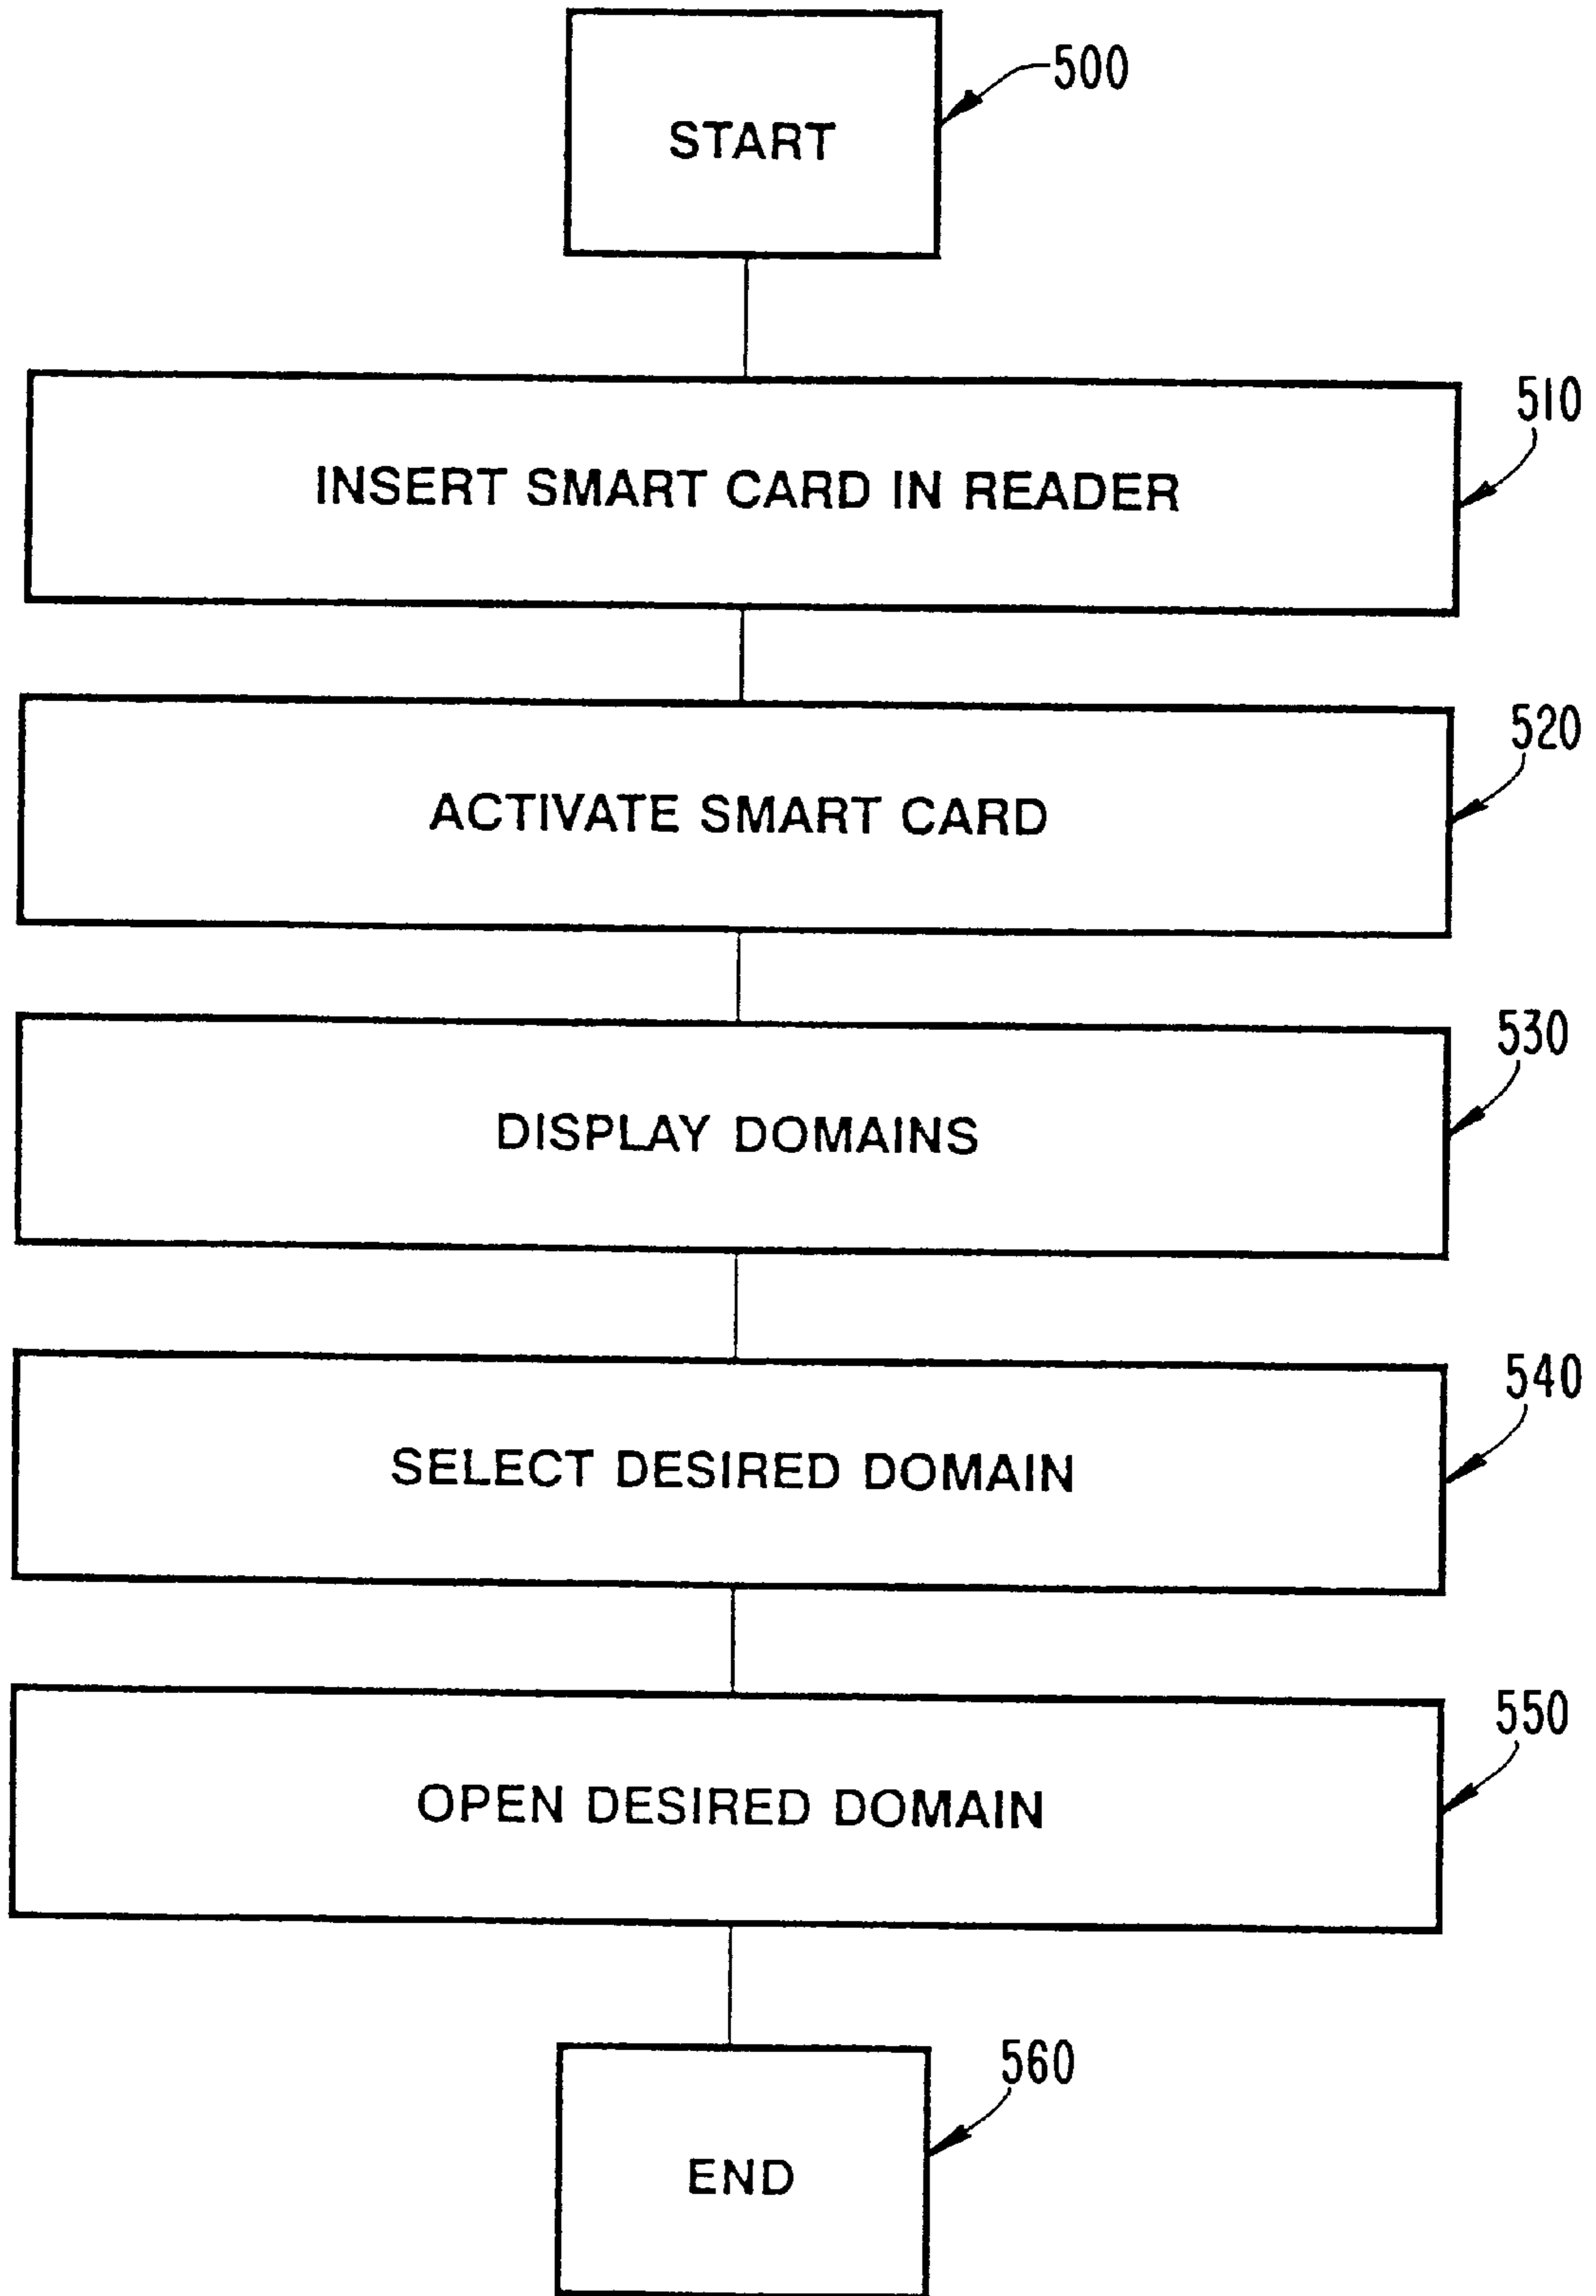 START
500
INSERT SMART CARD IN READER
510
ACTIVATE SMART CARD
520
DISPLAY DOMAINS
530
SELECT DESIRED DOMAIN
540
OPEN DESIRED DOMAIN
550
END
560